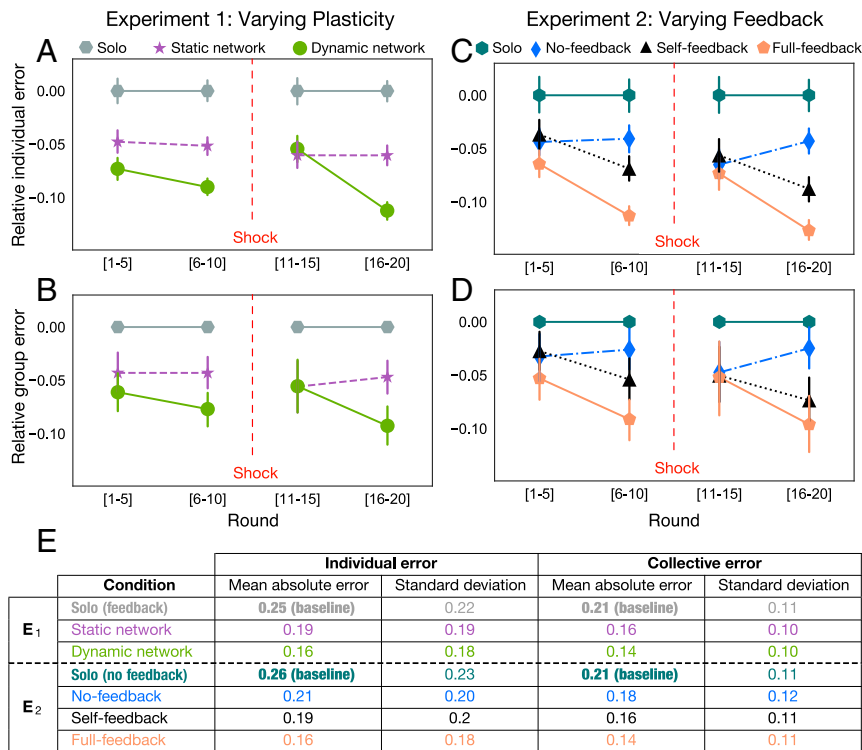 Experiment 1: Varying Plasticity
Experiment 2: Varying Feedback
A
Solo
Static network
Dynamic network
C
Solo
No-feedback
Self-feedback
Full-feedback
Relative individual error
0.00
−0.05
−0.10
Shock
[1-5]
[6-10]
[11-15]
[16-20]
0.00
−0.05
−0.10
Shock
[1-5]
[6-10]
[11-15]
[16-20]
B
Relative group error
0.00
−0.05
−0.10
Shock
[1-5]
[6-10]
[11-15]
[16-20]
Round
D
0.00
−0.05
−0.10
Shock
[1-5]
[6-10]
[11-15]
[16-20]
Round
E
Individual error Collective error
Condition Mean absolute error Standard deviation Mean absolute error Standard deviation
E1
Solo (feedback) 0.25 (baseline) 0.22 0.21 (baseline) 0.11
Static network 0.19 0.19 0.16 0.10
Dynamic network 0.16 0.18 0.14 0.10
E2
Solo (no feedback) 0.26 (baseline) 0.23 0.21 (baseline) 0.11
No-feedback 0.21 0.20 0.18 0.12
Self-feedback 0.19 0.2 0.16 0.11
Full-feedback 0.16 0.18 0.14 0.11